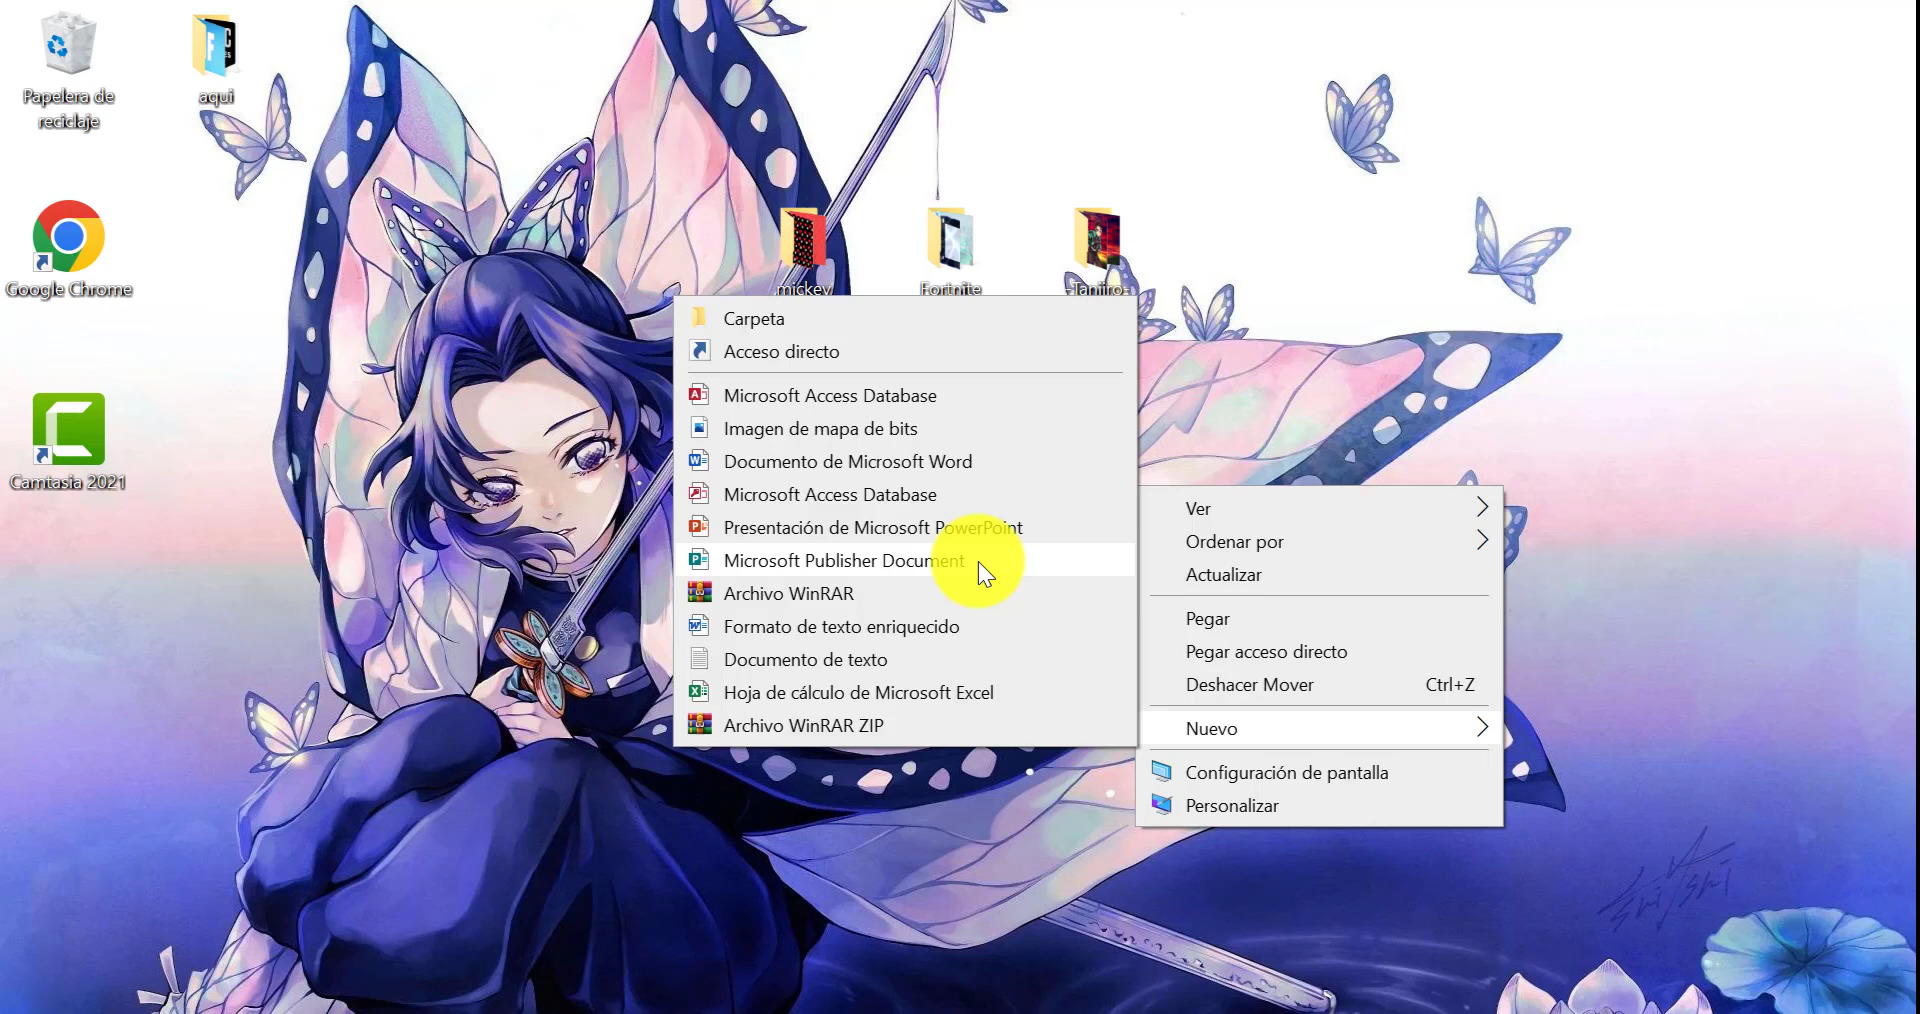 Papelera de
reciclaje
aqui
Google Chrome
Camtasia 2021
mickey
Fortnite
-Tanjiro-
Carpeta
Acceso directo
Microsoft Access Database
Imagen de mapa de bits
Documento de Microsoft Word
Microsoft Access Database
Presentación de Microsoft PowerPoint
Microsoft Publisher Document
Archivo WinRAR
Formato de texto enriquecido
Documento de texto
Hoja de cálculo de Microsoft Excel
Archivo WinRAR ZIP
Ver
Ordenar por
Actualizar
Pegar
Pegar acceso directo
Deshacer Mover Ctrl+Z
Nuevo
Configuración de pantalla
Personalizar